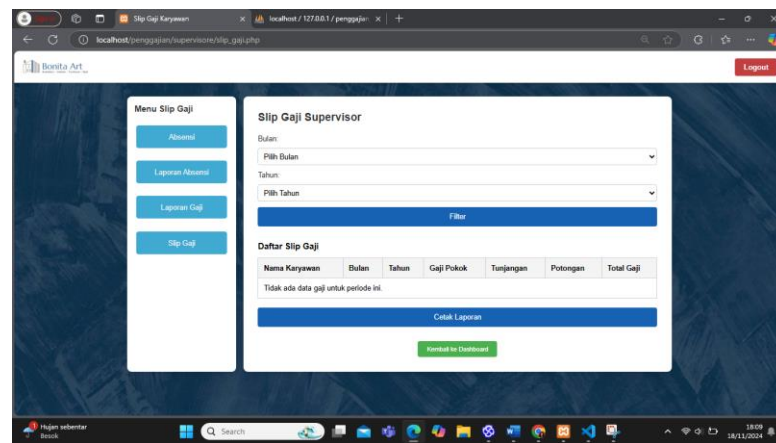 Slip Gaji Karyawan
localhost / 127.0.0.1 / penggajian
localhost/penggajian/supervisore/slip_gaji.php
Bonita Art
Logout
Menu Slip Gaji
Absensi
Laporan Absensi
Laporan Gaji
Slip Gaji
Slip Gaji Supervisor
Bulan:
Pilih Bulan
Tahun:
Pilih Tahun
Filter
Daftar Slip Gaji
Nama Karyawan Bulan Tahun Gaji Pokok Tunjangan Potongan Total Gaji
Tidak ada data gaji untuk periode ini.
Cetak Laporan
Kembali ke Dashboard
Hujan sebentar
Besok
Search
18:09
18/11/2024